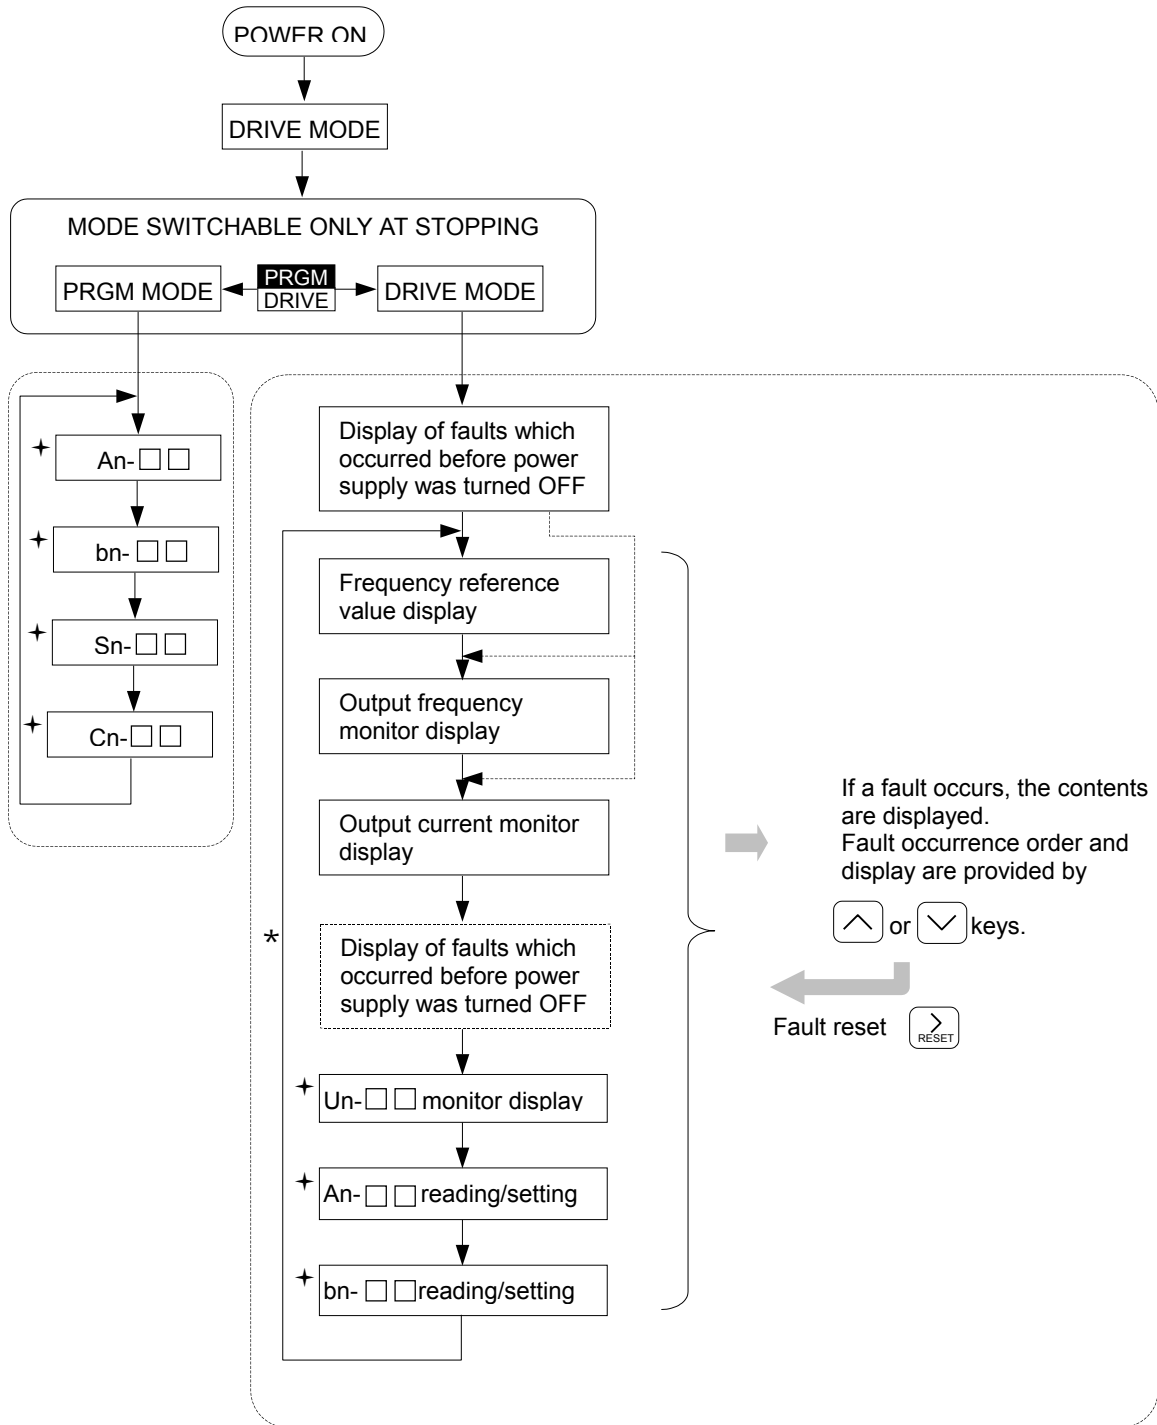 POWER ON
DRIVE MODE
MODE SWITCHABLE ONLY AT STOPPING
PRGM MODE
PRGM
DRIVE
DRIVE MODE
An-□ □
bn-□ □
Sn-□ □
Cn-□ □
Display of faults which
occurred before power
supply was turned OFF
Frequency reference
value display
Output frequency
monitor display
Output current monitor
display
*
Display of faults which
occurred before power
supply was turned OFF
Un-□ □ monitor display
An-□ □ reading/setting
bn-□ □reading/setting
If a fault occurs, the contents
are displayed.
Fault occurrence order and
display are provided by
or keys.
Fault reset
RESET